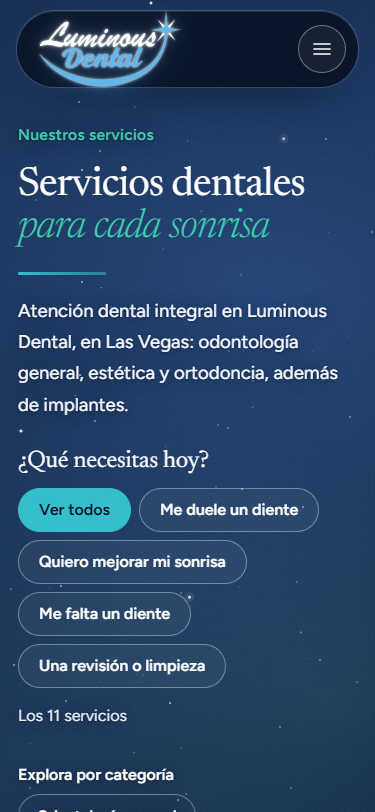 Luminous
Dental
Nuestros servicios
Servicios dentales
para cada sonrisa
Atención dental integral en Luminous
Dental, en Las Vegas: odontología
general, estética y ortodoncia, además
de implantes.
¿Qué necesitas hoy?
Ver todos
Me duele un diente
Quiero mejorar mi sonrisa
Me falta un diente
Una revisión o limpieza
Los 11 servicios
Explora por categoría